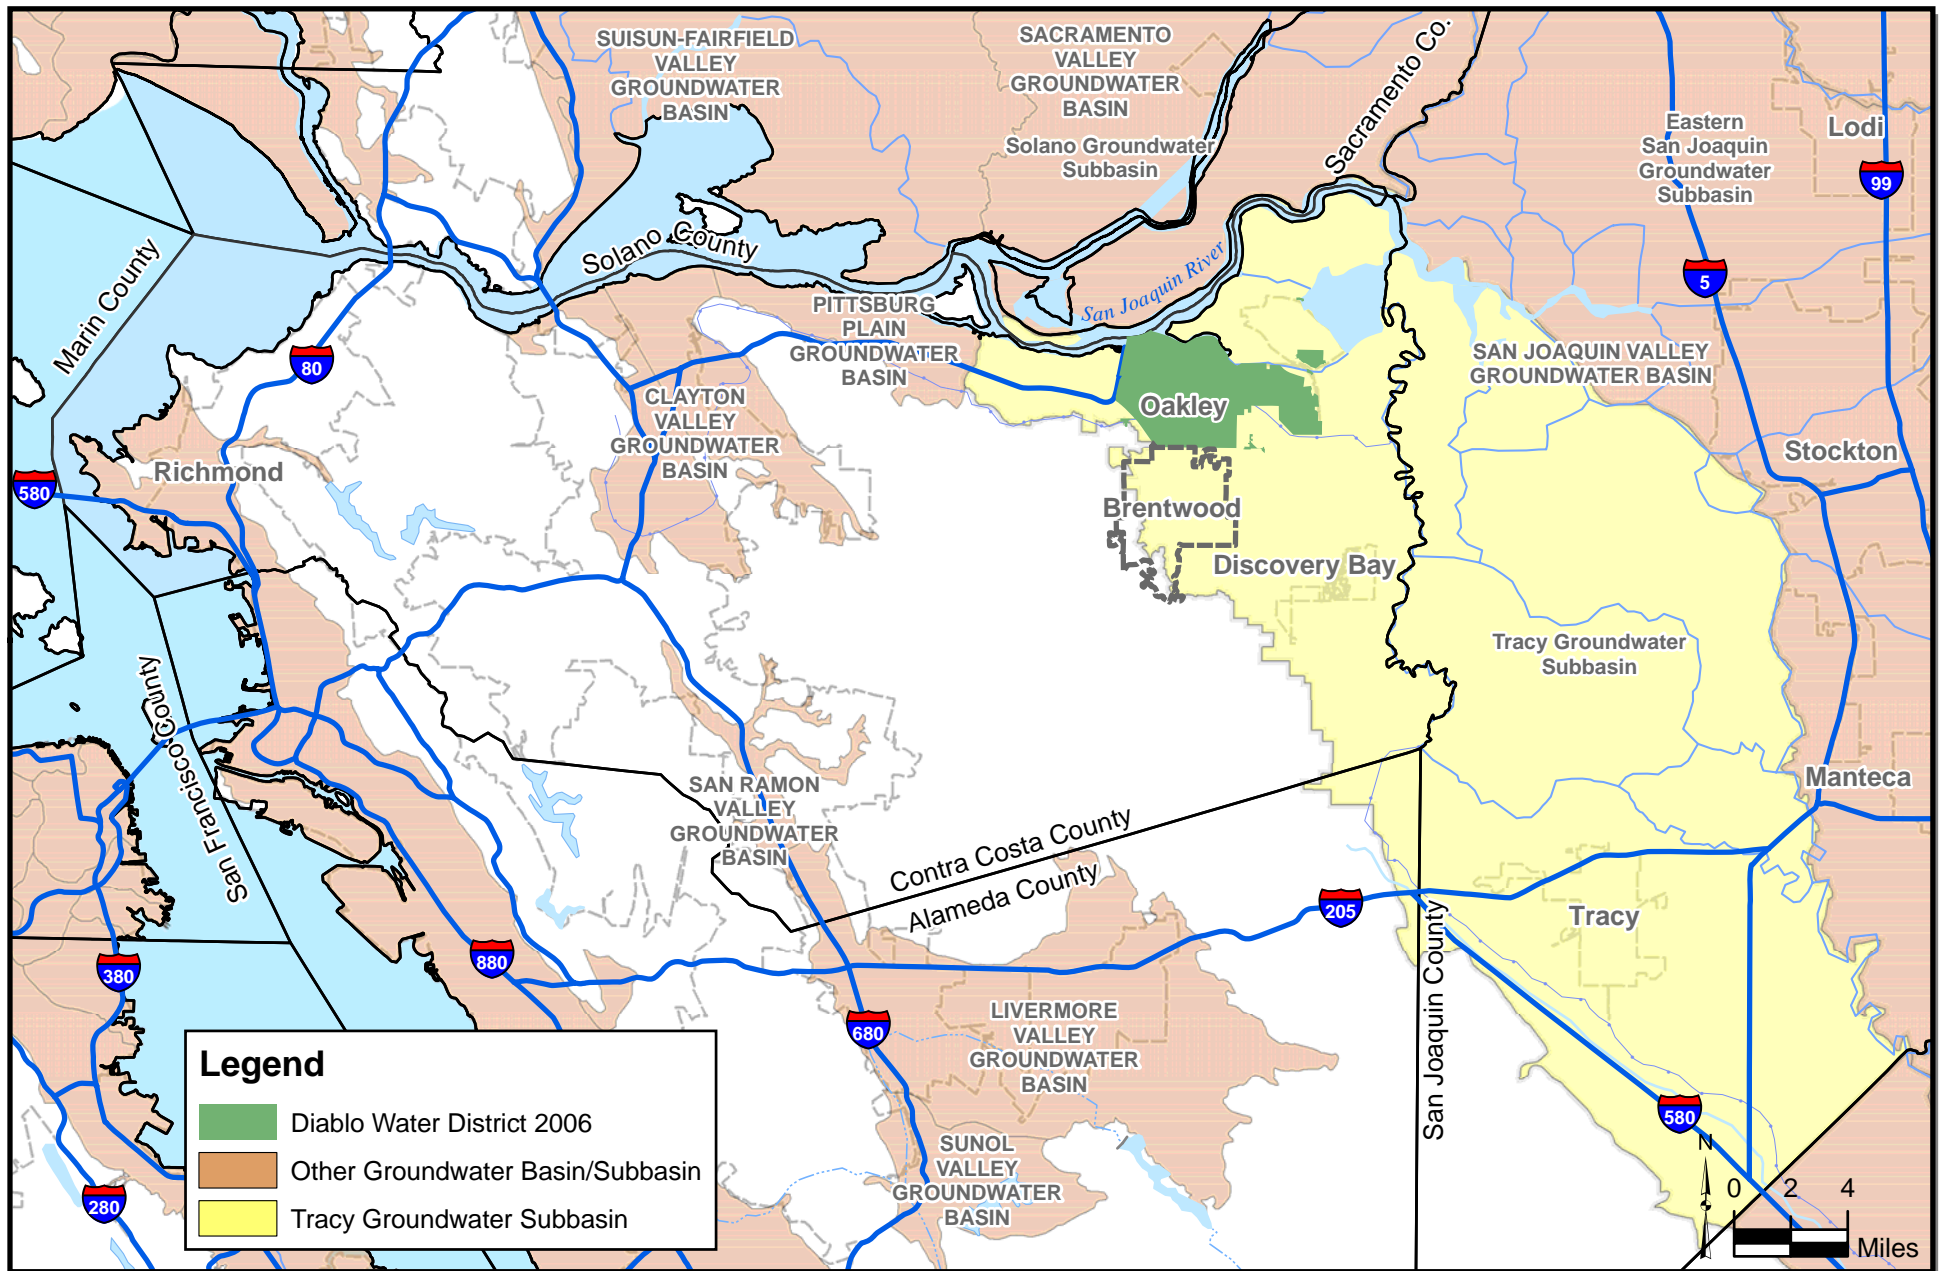 SUISUN-FAIRFIELD
VALLEY
GROUNDWATER
BASIN
SACRAMENTO
VALLEY
GROUNDWATER
BASIN
Solano Groundwater
Subbasin
Sacramento Co.
Eastern
San Joaquin
Groundwater
Subbasin
Lodi
99
5
Marin County
Solano County
San Joaquin River
PITTSBURG
PLAIN
GROUNDWATER
BASIN
80
SAN JOAQUIN VALLEY
GROUNDWATER BASIN
CLAYTON
VALLEY
GROUNDWATER
BASIN
Oakley
Stockton
Richmond
580
Brentwood
Discovery Bay
Tracy Groundwater
Subbasin
San Francisco County
SAN RAMON
VALLEY
GROUNDWATER
BASIN
Manteca
Contra Costa County
Alameda County
205
Tracy
San Joaquin County
380
880
680
LIVERMORE
VALLEY
GROUNDWATER
BASIN
580
SUNOL
VALLEY
GROUNDWATER
BASIN
280
Legend
Diablo Water District 2006
Other Groundwater Basin/Subbasin
Tracy Groundwater Subbasin
N
0 2 4
Miles